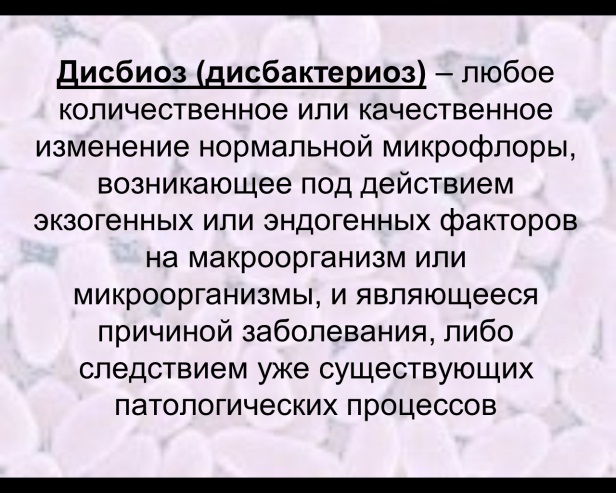 Дисбиоз (дисбактериоз) – любое
количественное или качественное
изменение нормальной микрофлоры,
возникающее под действием
экзогенных или эндогенных факторов
на макроорганизм или
микроорганизмы, и являющееся
причиной заболевания, либо
следствием уже существующих
патологических процессов